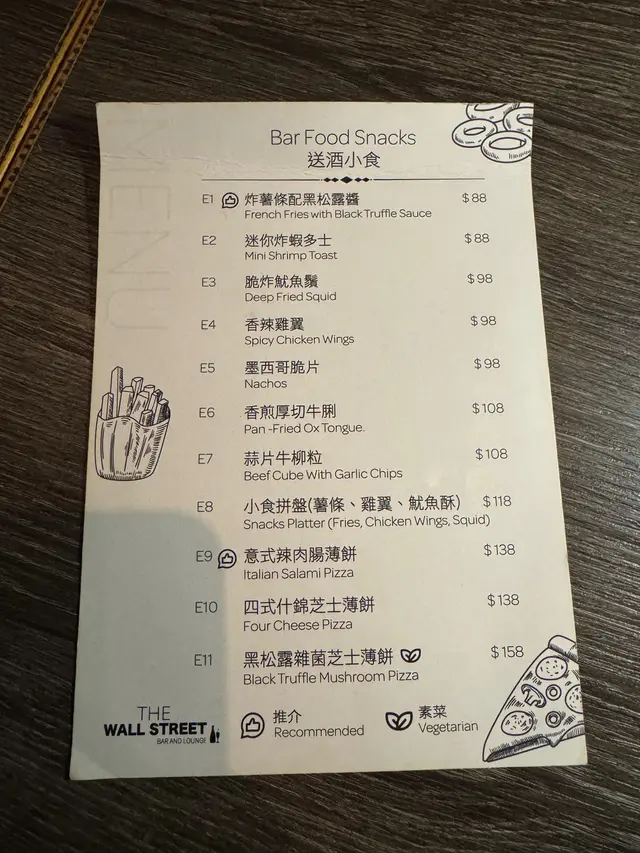 MENU
Bar Food Snacks
送酒小食
E1 炸薯條配黑松露醬 $88
French Fries with Black Truffle Sauce
E2 迷你炸蝦多士 $88
Mini Shrimp Toast
E3 脆炸魷魚鬚 $98
Deep Fried Squid
E4 香辣雞翼 $98
Spicy Chicken Wings
E5 墨西哥脆片 $98
Nachos
E6 香煎厚切牛脷 $108
Pan -Fried Ox Tongue.
E7 蒜片牛柳粒 $108
Beef Cube With Garlic Chips
E8 小食拼盤(薯條、雞翼、魷魚酥) $118
Snacks Platter (Fries, Chicken Wings, Squid)
E9 意式辣肉腸薄餅 $138
Italian Salami Pizza
E10 四式什錦芝士薄餅 $138
Four Cheese Pizza
E11 黑松露雜菌芝士薄餅 $158
Black Truffle Mushroom Pizza
THE
WALL STREET
BAR AND LOUNGE
推介
Recommended
素菜
Vegetarian